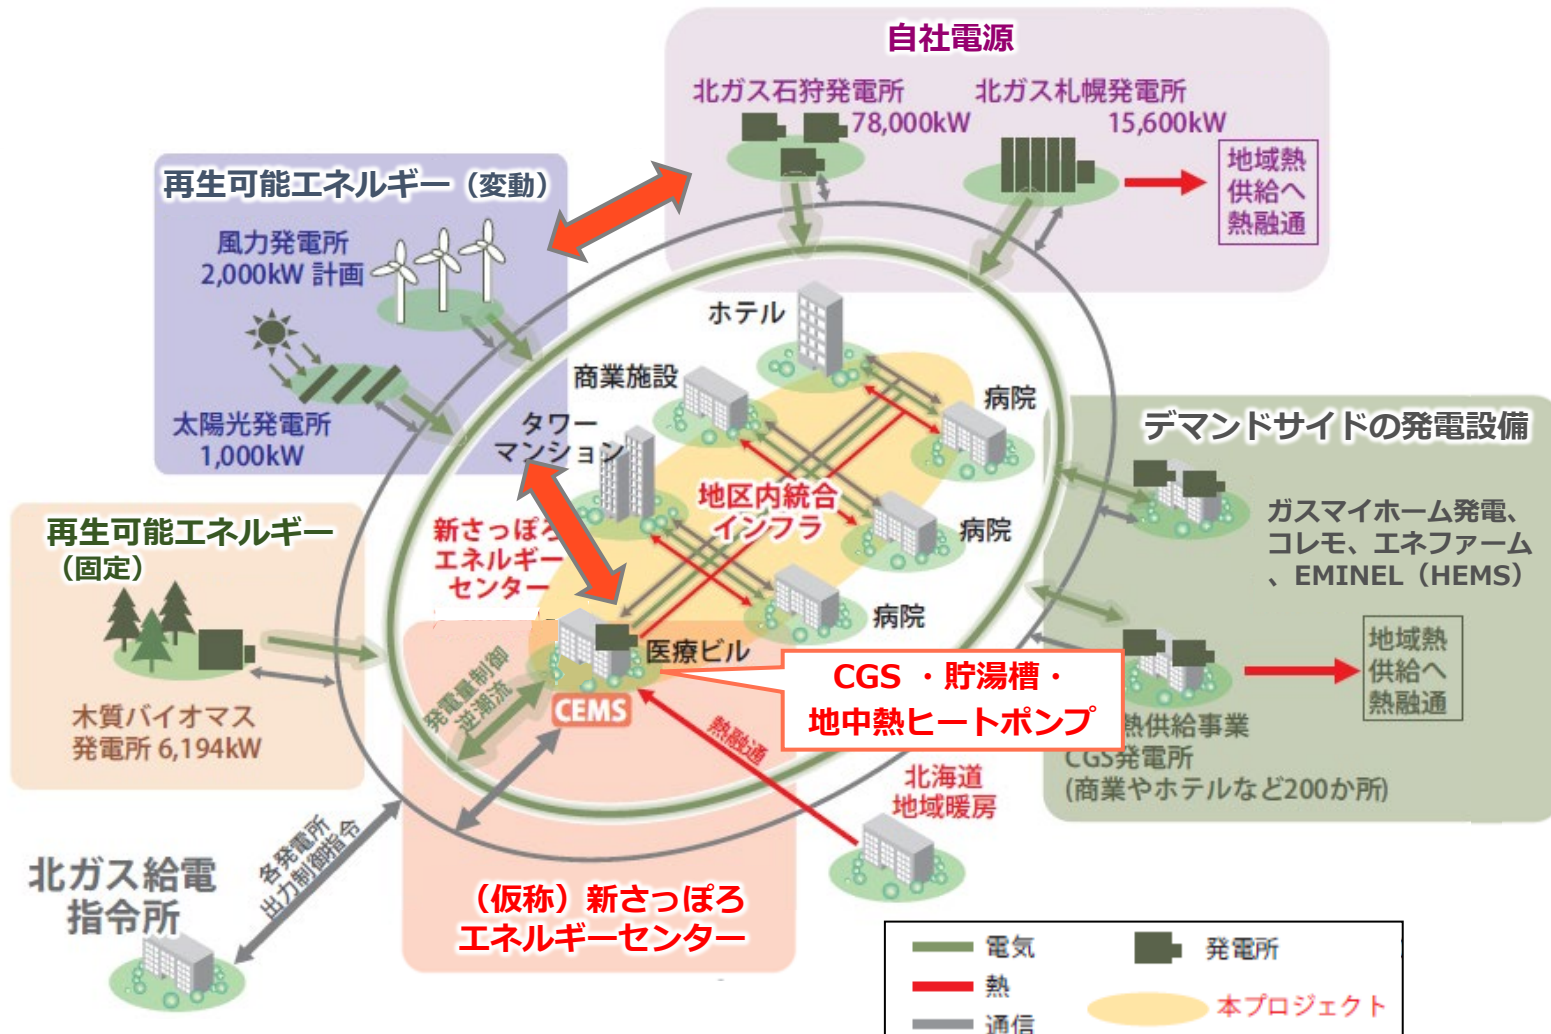 自社電源
北ガス石狩発電所
78,000kW
北ガス札幌発電所
15,600kW
地域熱
供給へ
熱融通
再生可能エネルギー（変動）
風力発電所
2,000kW 計画
太陽光発電所
1,000kW
ホテル
商業施設
タワー
マンション
病院
病院
病院
地区内統合
インフラ
新さっぽろ
エネルギー
センター
医療ビル
CEMS
発電量制御
逆潮流
熱融通
CGS ・貯湯槽・
地中熱ヒートポンプ
デマンドサイドの発電設備
ガスマイホーム発電、
コレモ、エネファーム
、EMINEL（HEMS）
地域熱
供給へ
熱融通
熱供給事業
CGS発電所
(商業やホテルなど200か所)
再生可能エネルギー
（固定）
木質バイオマス
発電所 6,194kW
北海道
地域暖房
各発電所
出力制御指令
北ガス給電
指令所
（仮称）新さっぽろ
エネルギーセンター
電気
熱
通信
発電所
本プロジェクト